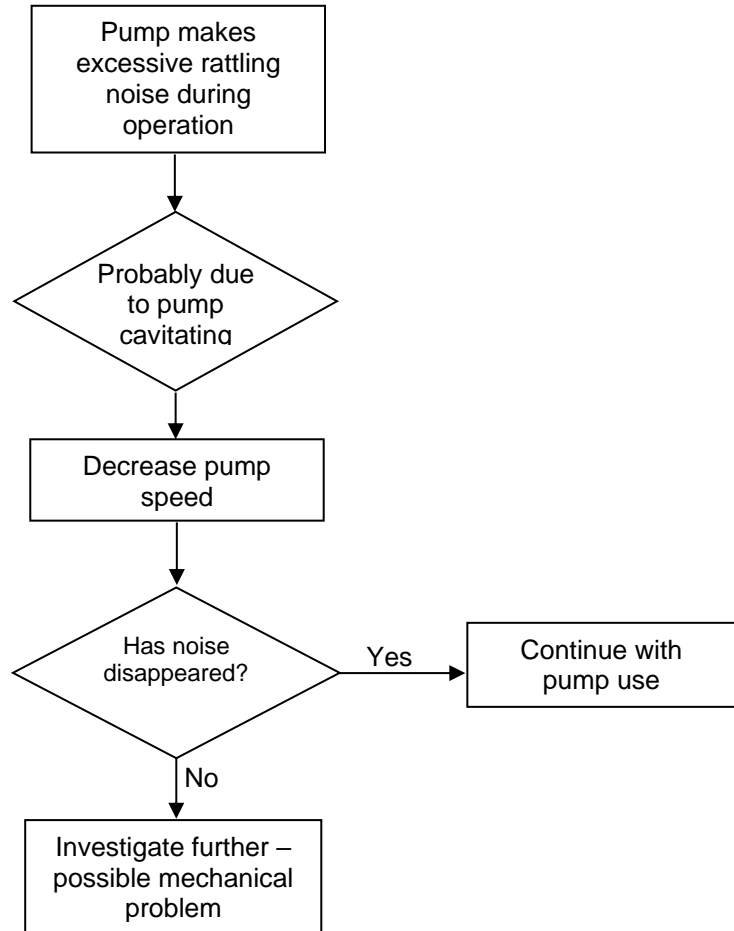 Pump makes
excessive rattling
noise during
operation
Probably due
to pump
cavitating
Decrease pump
speed
Has noise
disappeared?
Yes
Continue with
pump use
No
Investigate further –
possible mechanical
problem